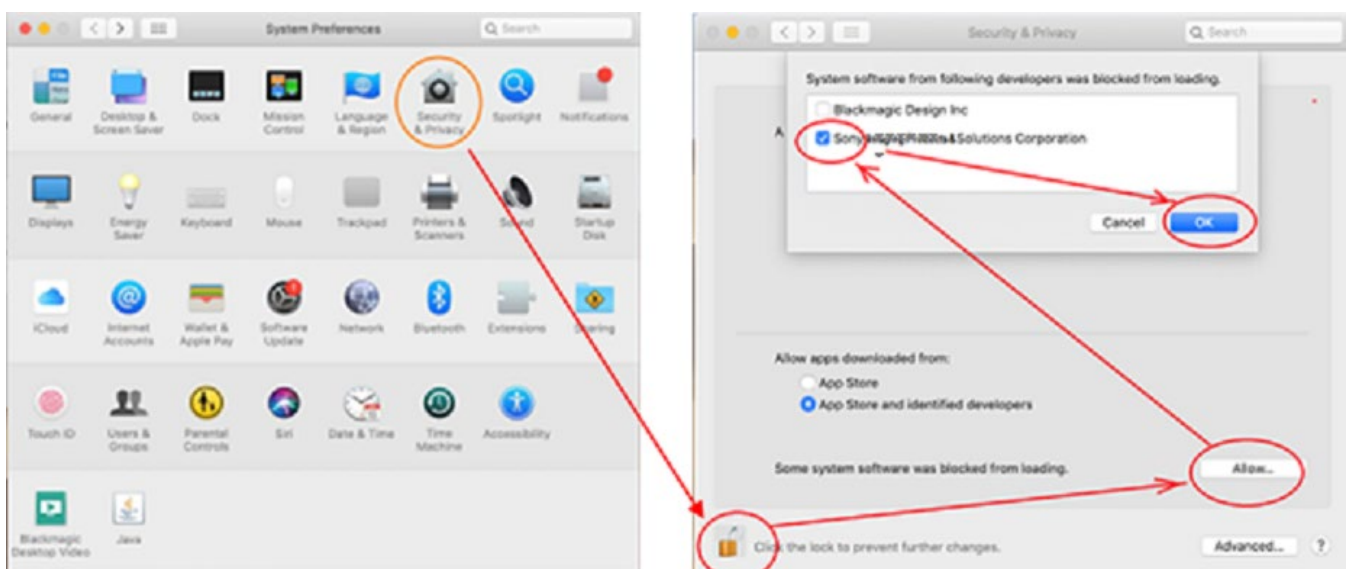 System Preferences
Search
General
Desktop &
Screen Saver
Dock
Mission
Control
Language
& Region
Security
& Privacy
Spotlight
Notifications
Displays
Energy
Saver
Keyboard
Mouse
Trackpad
Printers &
Scanners
Sound
Startup
Disk
iCloud
Internet
Accounts
Wallet &
Apple Pay
Software
Update
Network
Bluetooth
Extensions
Sharing
Touch ID
Users &
Groups
Parental
Controls
Siri
Date & Time
Time
Machine
Accessibility
Blackmagic
Desktop Video
Java
Security & Privacy
Search
System software from following developers was blocked from loading.
Blackmagic Design Inc
A
Sony Solutions Corporation
Cancel
OK
Allow apps downloaded from:
App Store
App Store and identified developers
Some system software was blocked from loading.
Allow...
Click the lock to prevent further changes.
Advanced...
?